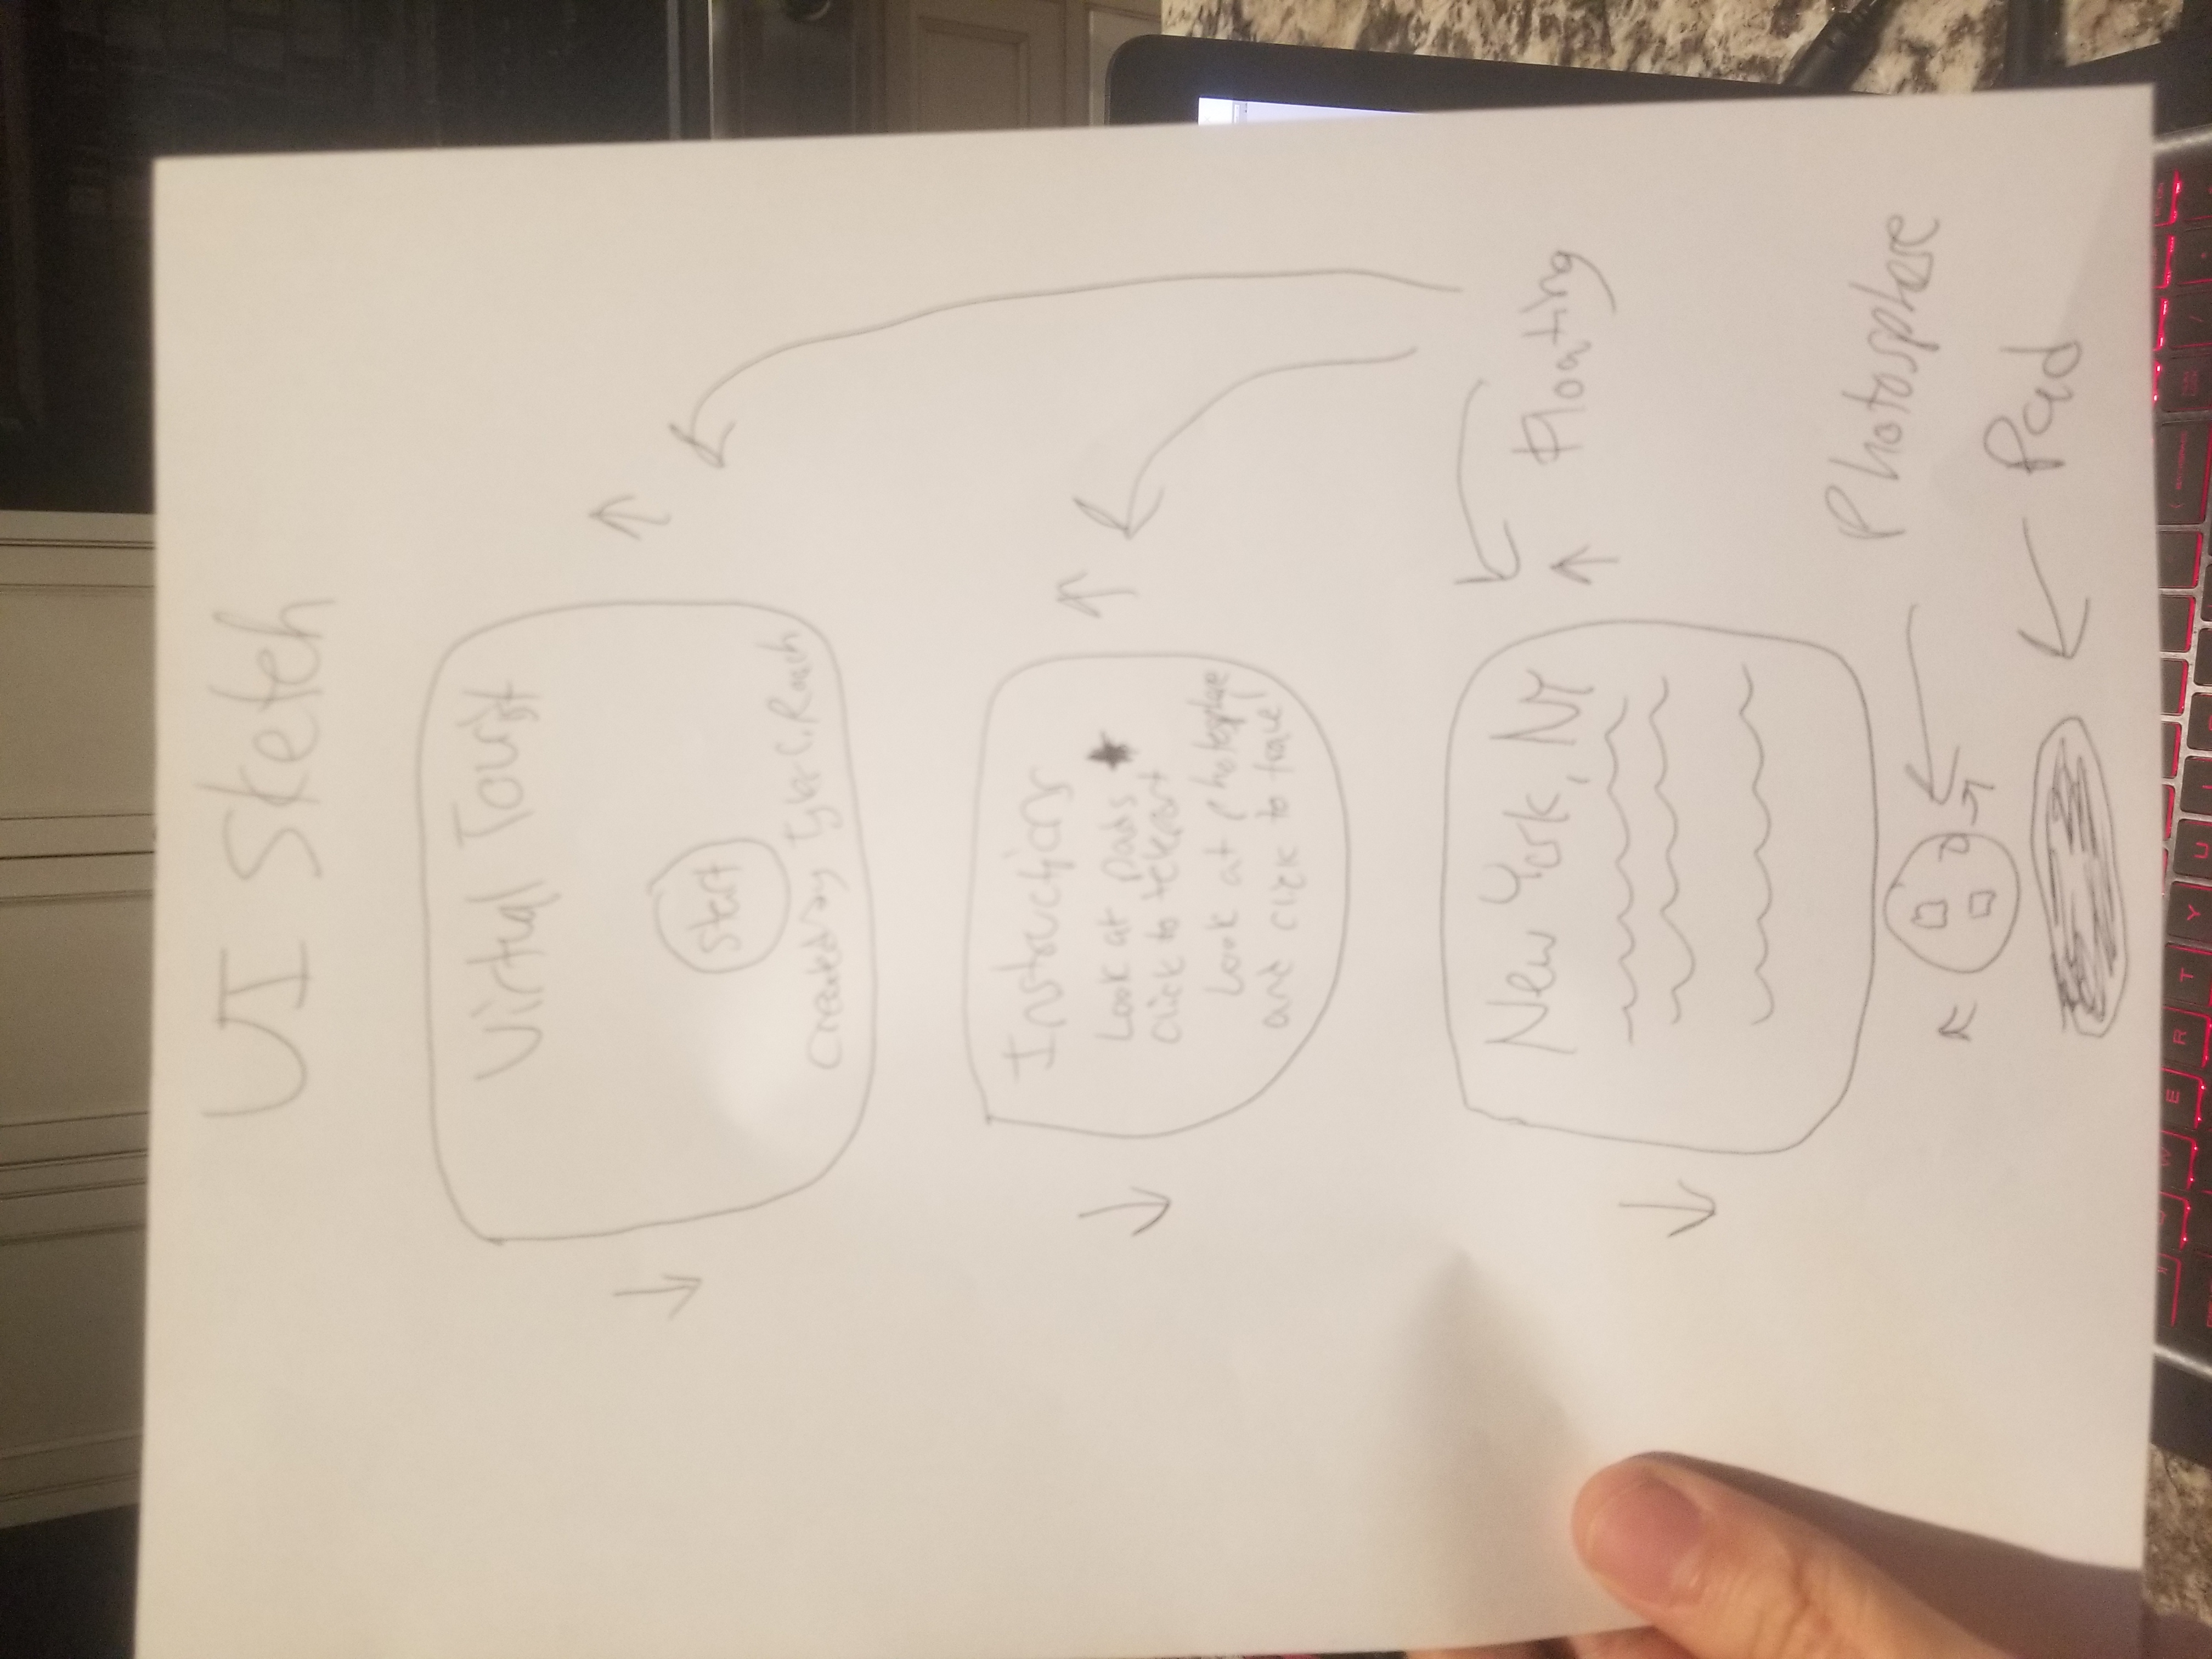 UI Sketch
Virtual Tourist
Start
Created by Tyler C. Roach
Instructions
Look at pads
click to teleport
Look at photosphere
and click to travel
New York, NY
Floating
Photosphere
Pad
W E R T Y U